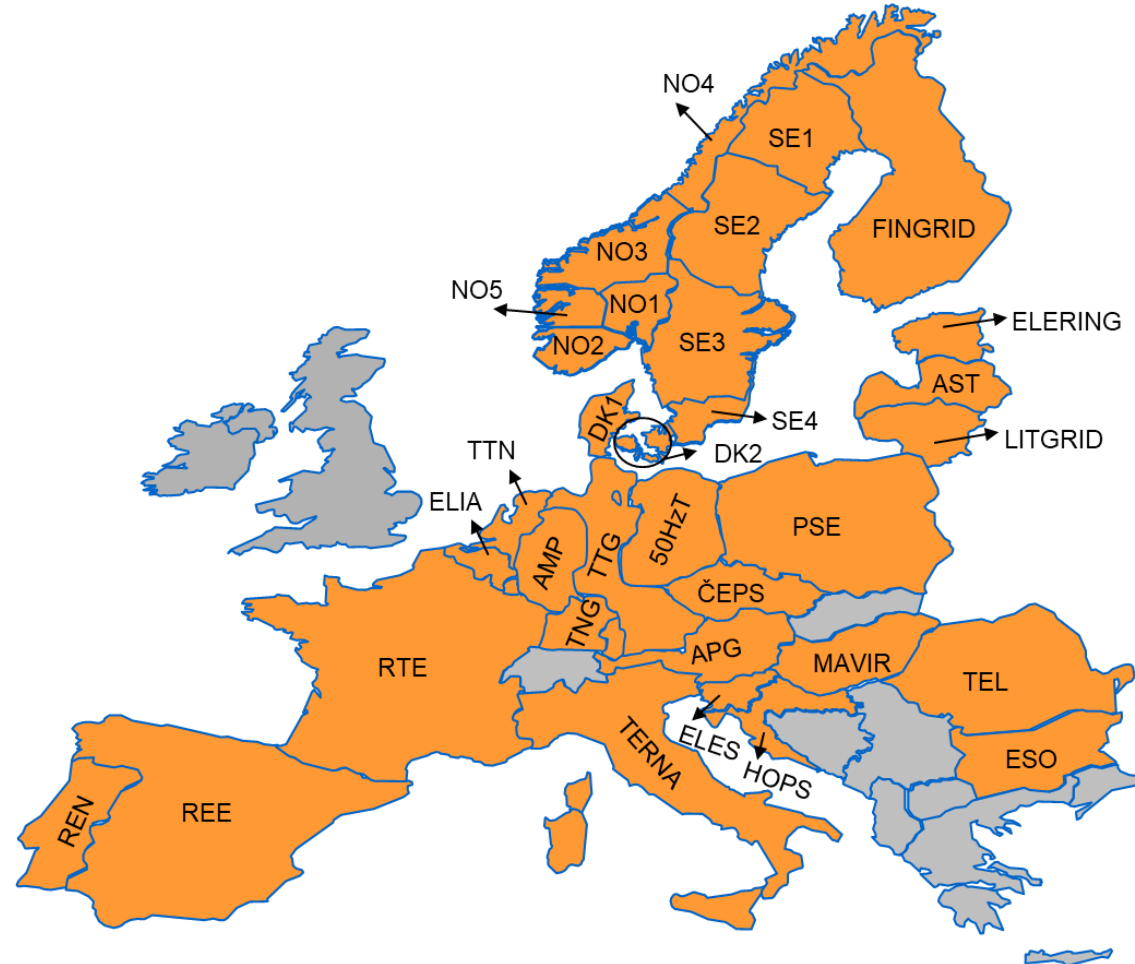 NO4
SE1
SE2
FINGRID
NO3
NO5
NO1
ELERING
NO2
SE3
AST
DK1
SE4
LITGRID
TTN
DK2
ELIA
PSE
50HzT
AMP
TTG
ČEPS
TNG
APG
MAVIR
RTE
TEL
TERNA
ELES
ESO
HOPS
REN
REE